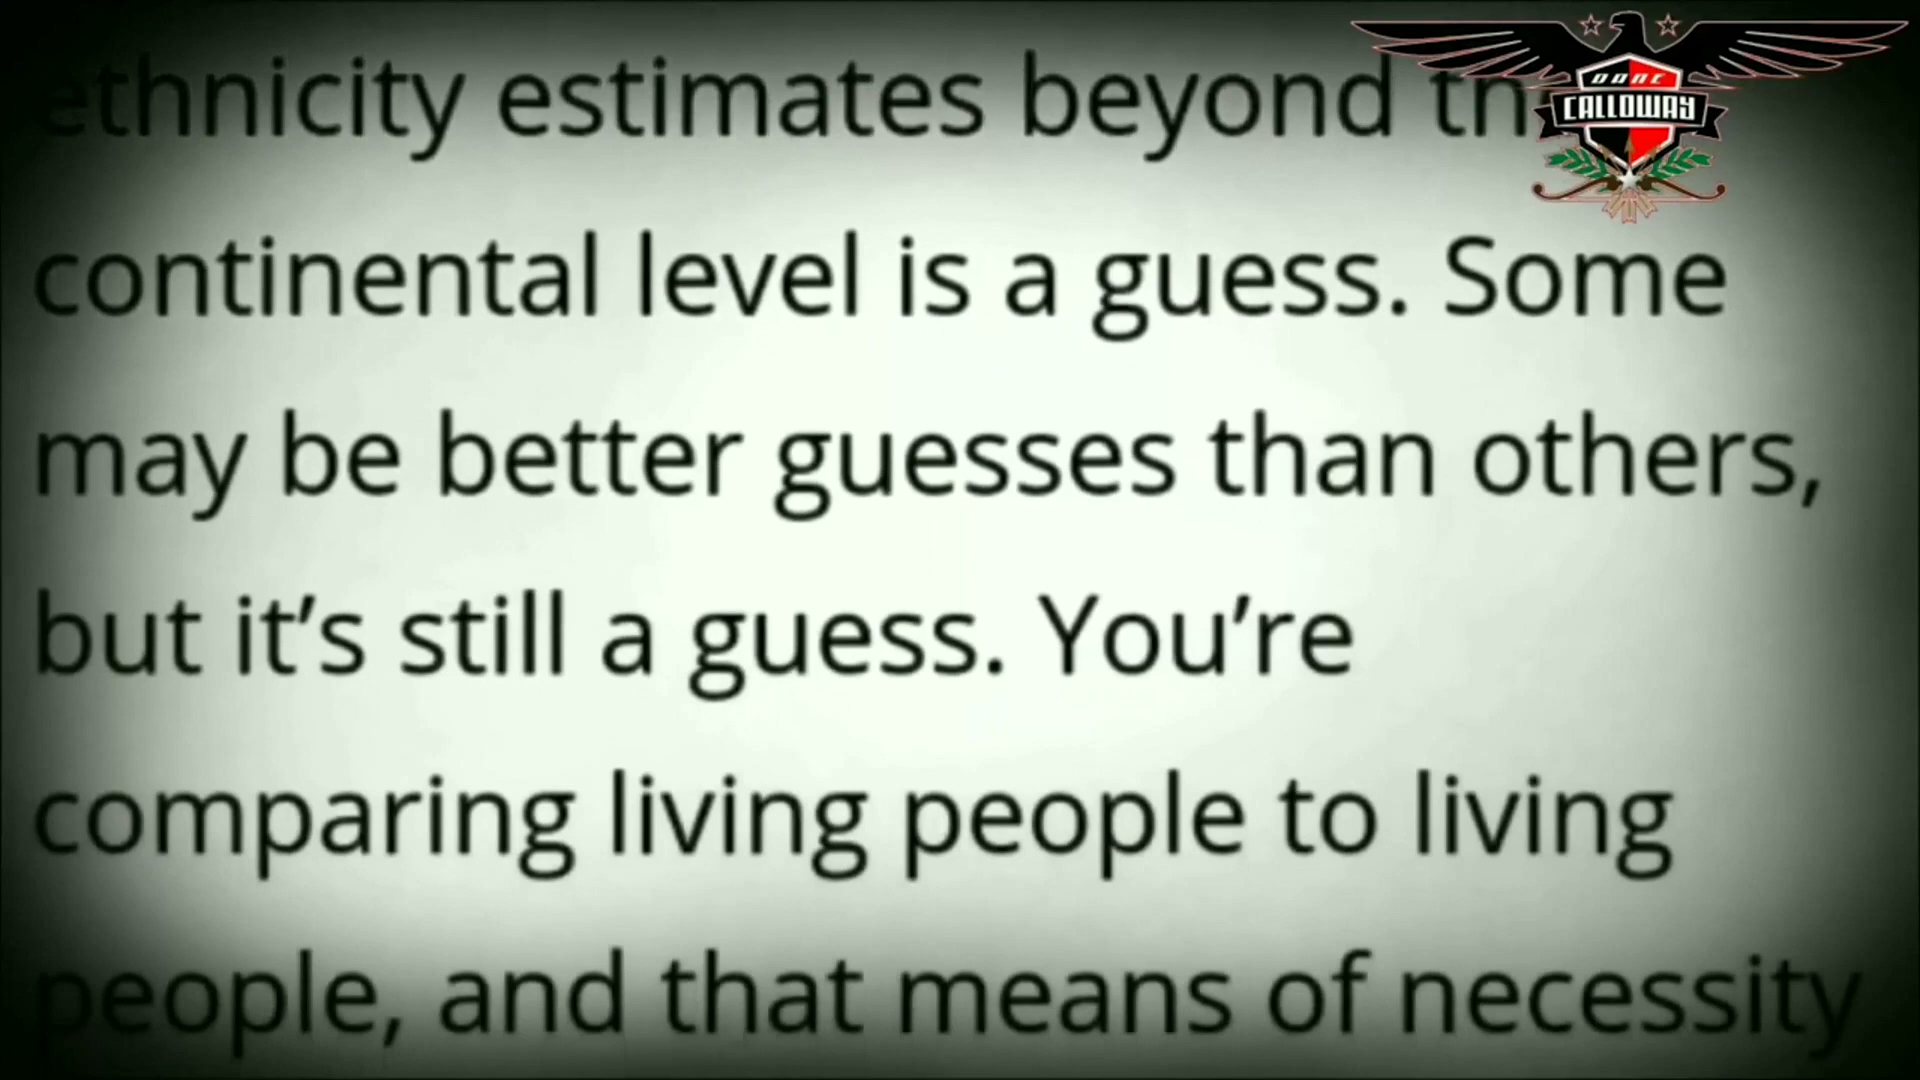 ethnicity estimates beyond
continental level is a guess. Some
may be better guesses than others,
but it’s still a guess. You’re
comparing living people to living
people, and that means of necessity
DANE
CALLOWAY